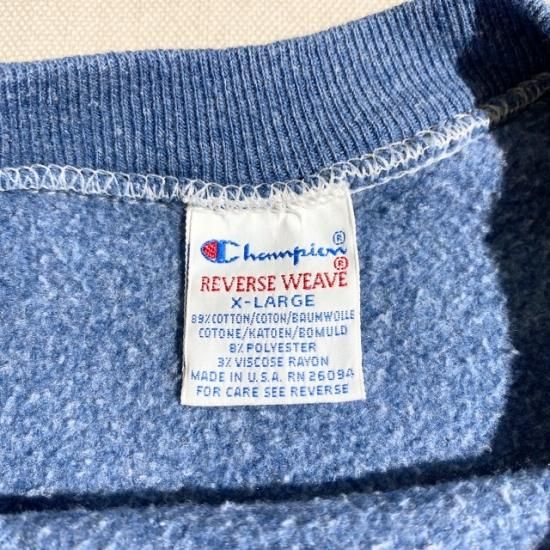 Champion®
REVERSE WEAVE®
X-LARGE
89% COTTON/COTON/BAUMWOLLE
COTONE/KATOEN/BOMULD
8% POLYESTER
3% VISCOSE RAYON
MADE IN U.S.A. RN 26094
FOR CARE SEE REVERSE